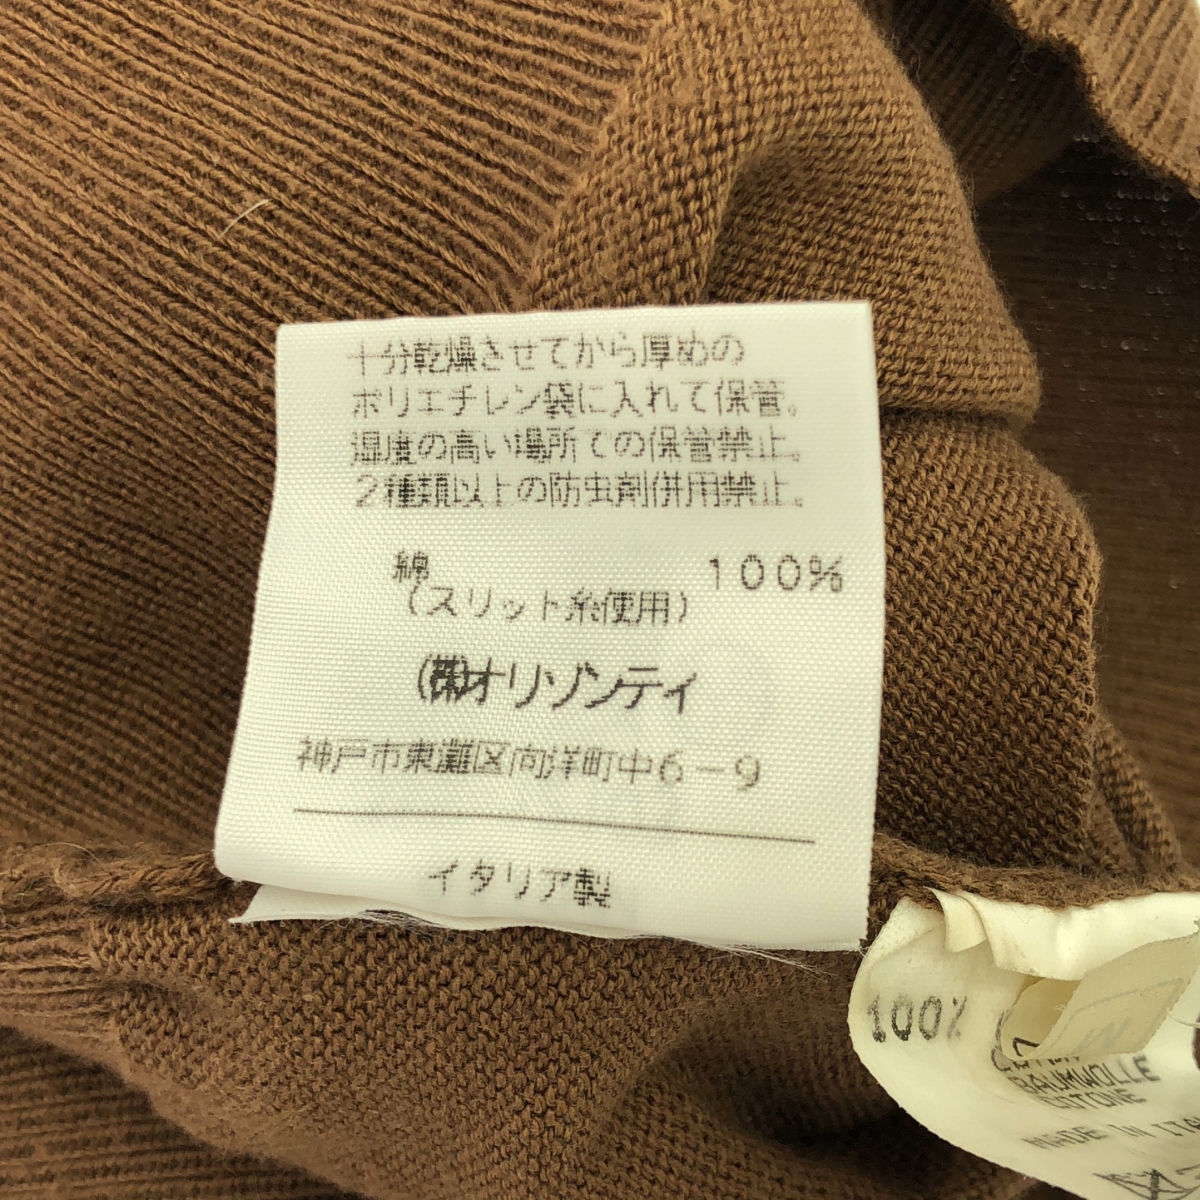 十分乾燥させてから厚めの
ポリエチレン袋に入れて保管。
湿度の高い場所での保管禁止。
2種類以上の防虫剤併用禁止。
綿 100%
(スリット糸使用)
㈱オリゾンティ
神戸市東灘区向洋町中6-9
イタリア製
100%
BAUMWOLLE
COTONE
MADE IN ITA